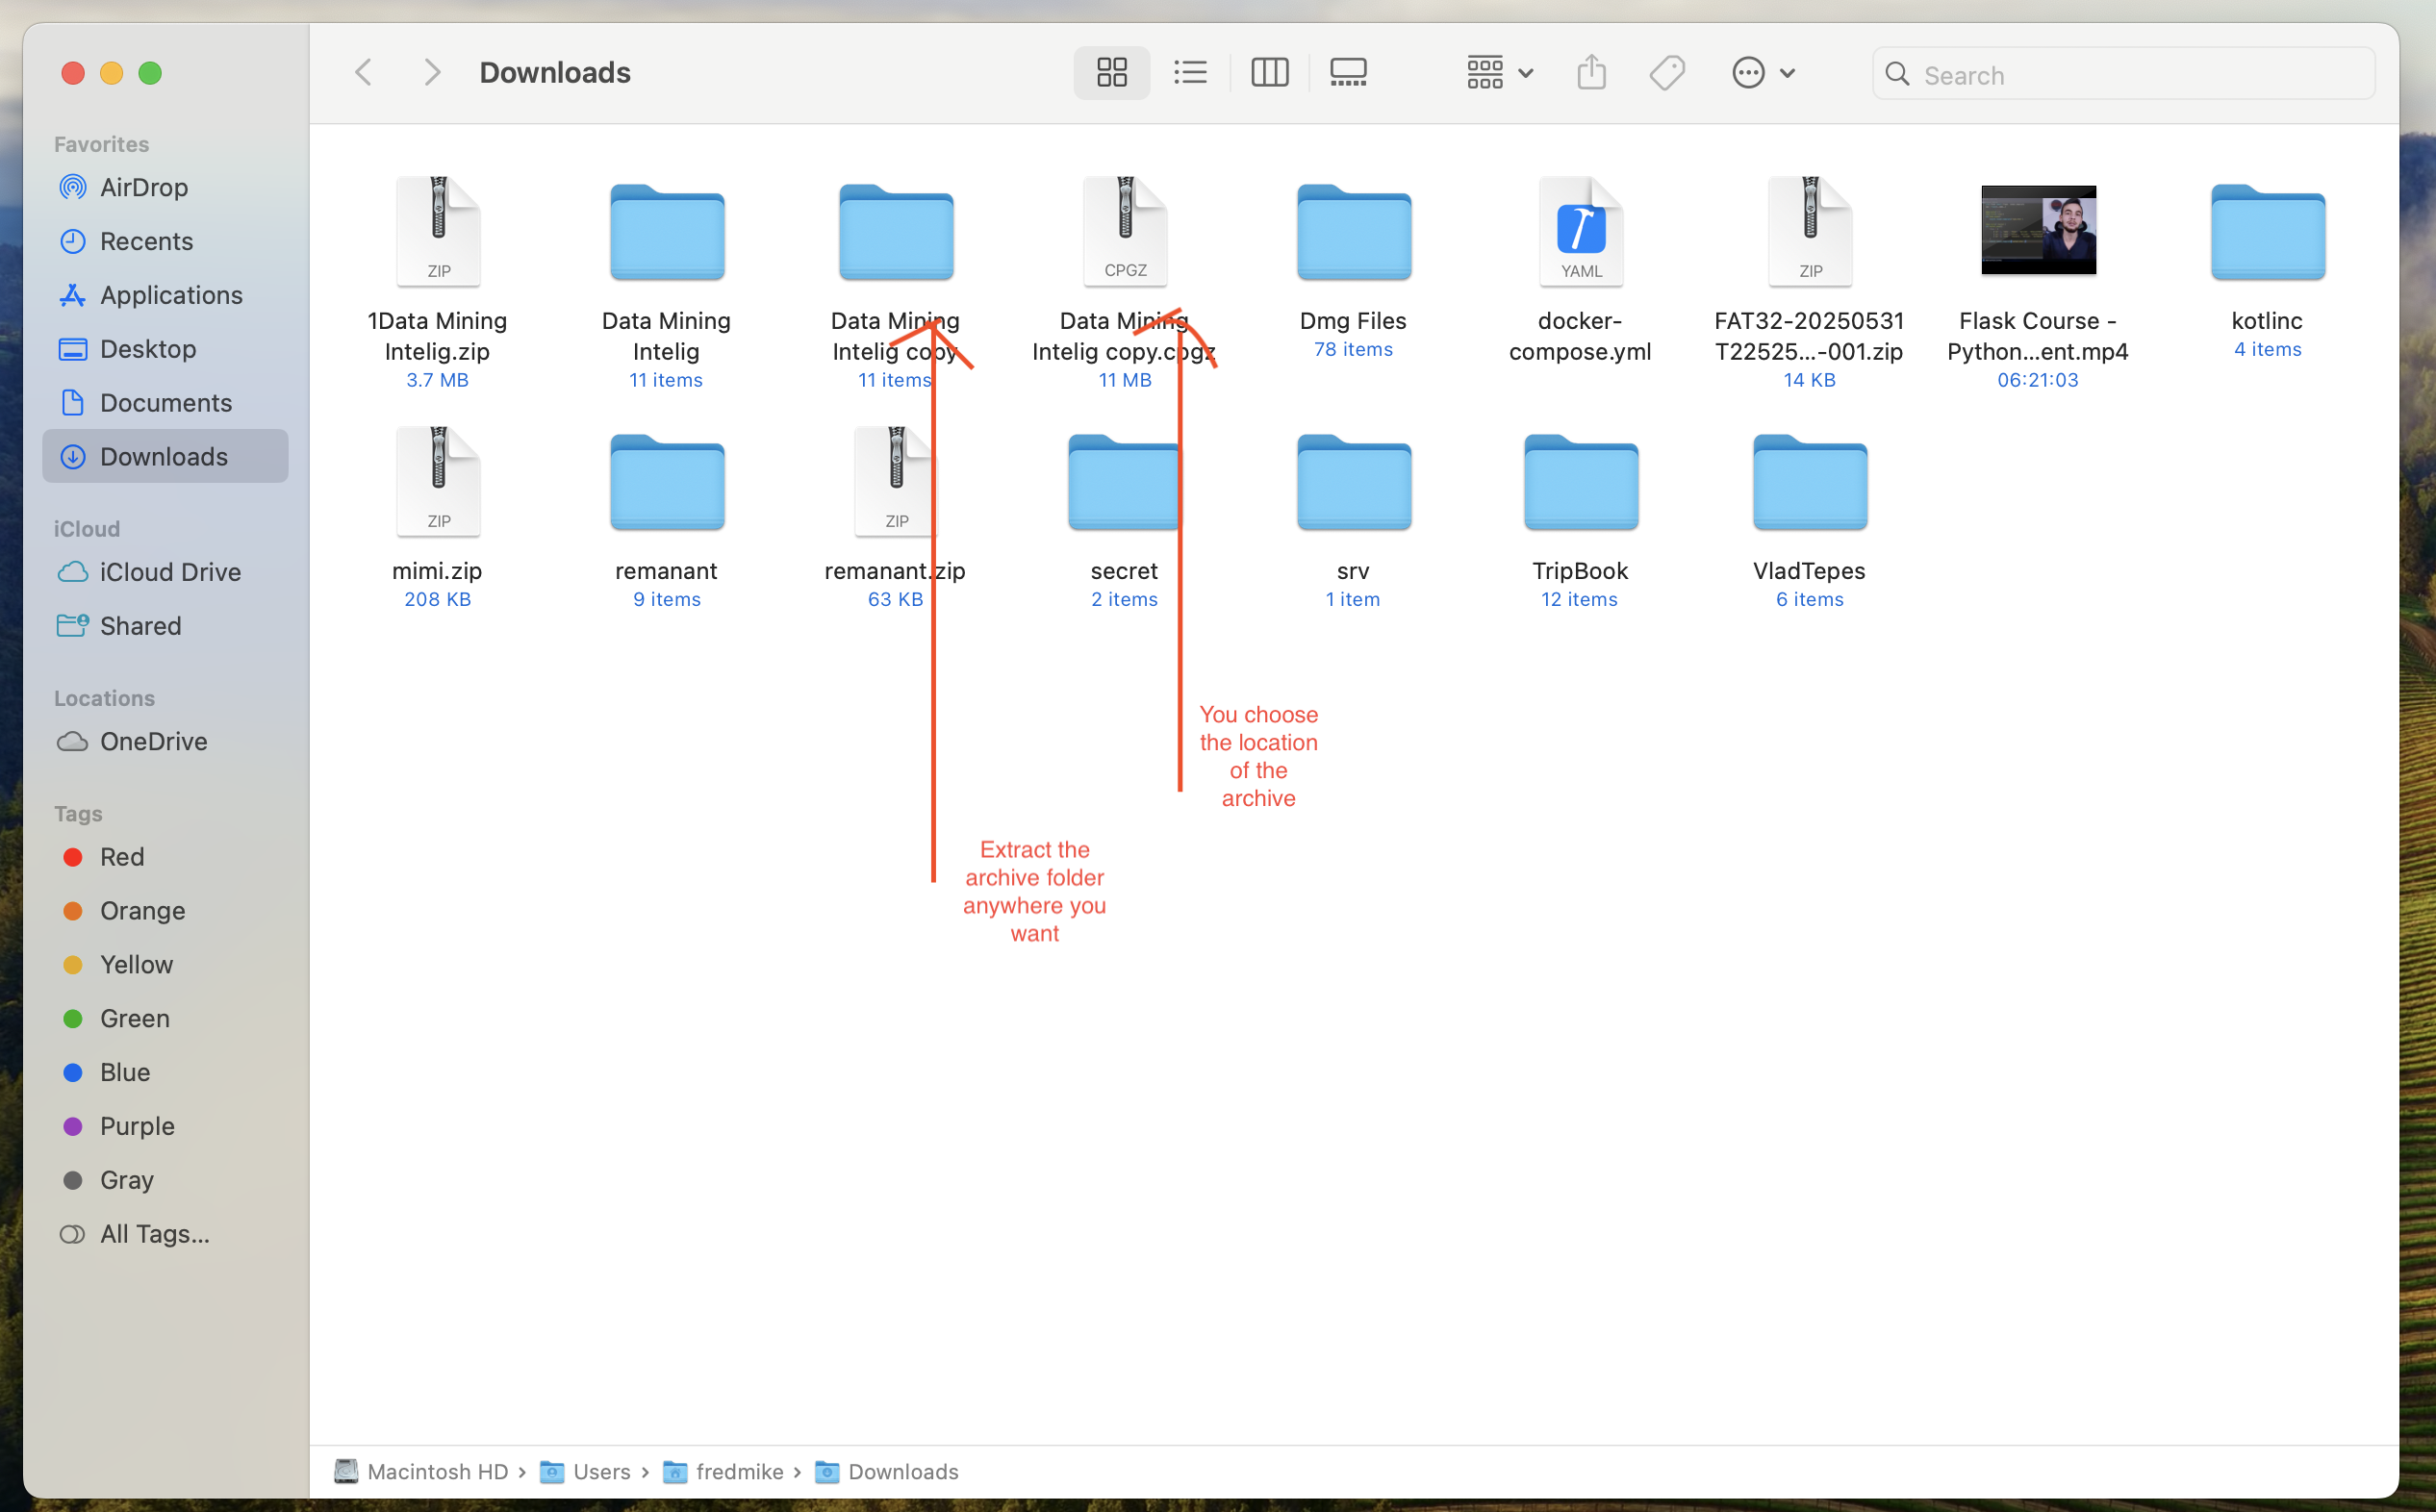 Downloads
Search
Favorites
AirDrop
Recents
Applications
Desktop
Documents
Downloads
iCloud
iCloud Drive
Shared
Locations
OneDrive
Tags
Red
Orange
Yellow
Green
Blue
Purple
Gray
All Tags...
ZIP
1Data Mining
Intelig.zip
3.7 MB
Data Mining
Intelig
11 items
Data Mining
Intelig copy
11 items
CPGZ
Data Mining
Intelig copy.cpgz
11 MB
Dmg Files
78 items
YAML
docker-
compose.yml
ZIP
FAT32-20250531
T22525...-001.zip
14 KB
Flask Course -
Python...ent.mp4
06:21:03
kotlinc
4 items
ZIP
mimi.zip
208 KB
remanant
9 items
ZIP
remanant.zip
63 KB
secret
2 items
srv
1 item
TripBook
12 items
VladTepes
6 items
You choose
the location
of the
archive
Extract the
archive folder
anywhere you
want
Macintosh HD › Users › fredmike › Downloads